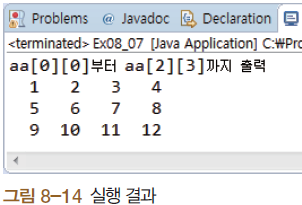 Problems @ Javadoc Declaration
<terminated> Ex08_07 [Java Application] C:₩Pro
aa[0][0]부터 aa[2][3]까지 출력
1 2 3 4
5 6 7 8
9 10 11 12
그림 8-14 실행 결과